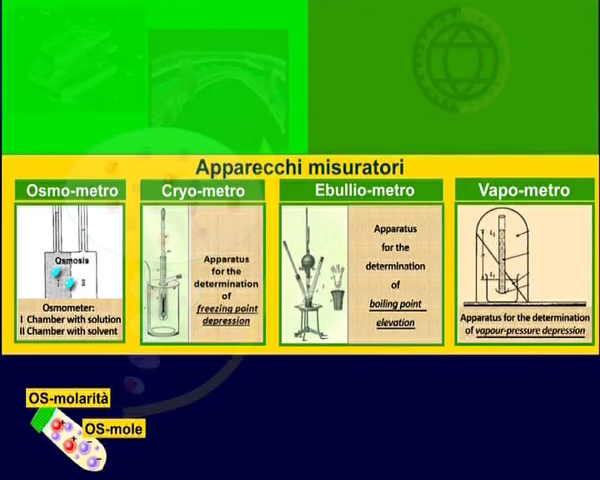 Apparecchi misuratori
Osmo-metro
Cryo-metro
Ebullio-metro
Vapo-metro
Osmosis
I
II
Osmometer:
I Chamber with solution
II Chamber with solvent
Apparatus
for the
determination
of
freezing point
depression
Apparatus
for the
determination
of
boiling point
elevation
Apparatus for the determination
of vapour-pressure depression
OS-molarità
OS-mole